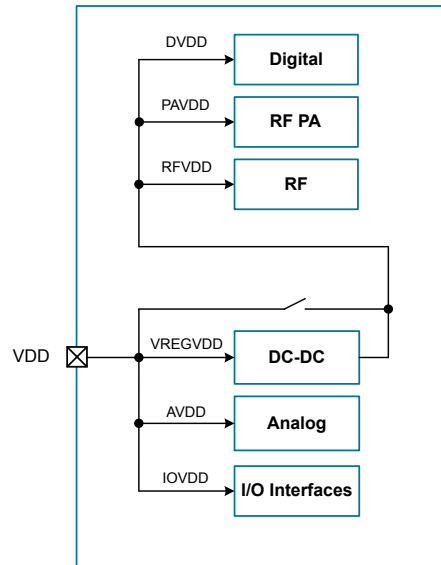 DVDD
Digital
PAVDD
RF PA
RFVDD
RF
VDD
VREGVDD
DC-DC
AVDD
Analog
IOVDD
I/O Interfaces